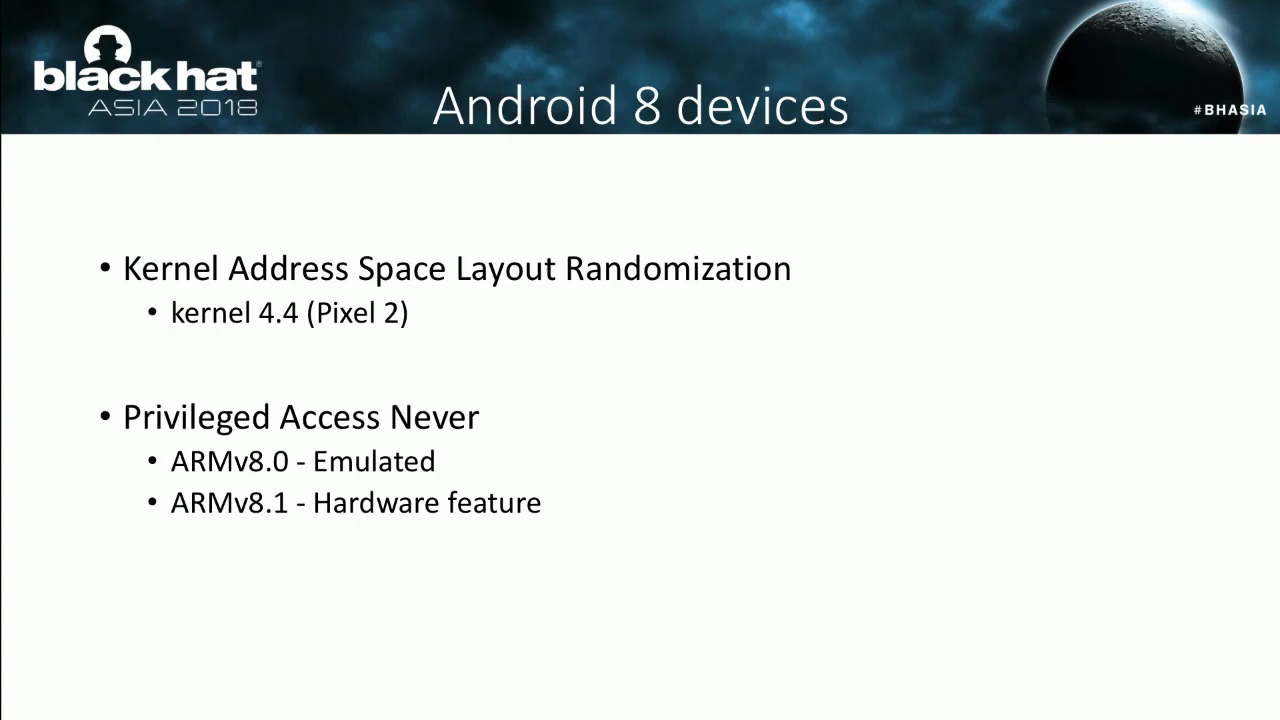 black hat
ASIA 2018
Android 8 devices
#BHASIA
• Kernel Address Space Layout Randomization
• kernel 4.4 (Pixel 2)
• Privileged Access Never
• ARMv8.0 - Emulated
• ARMv8.1 - Hardware feature